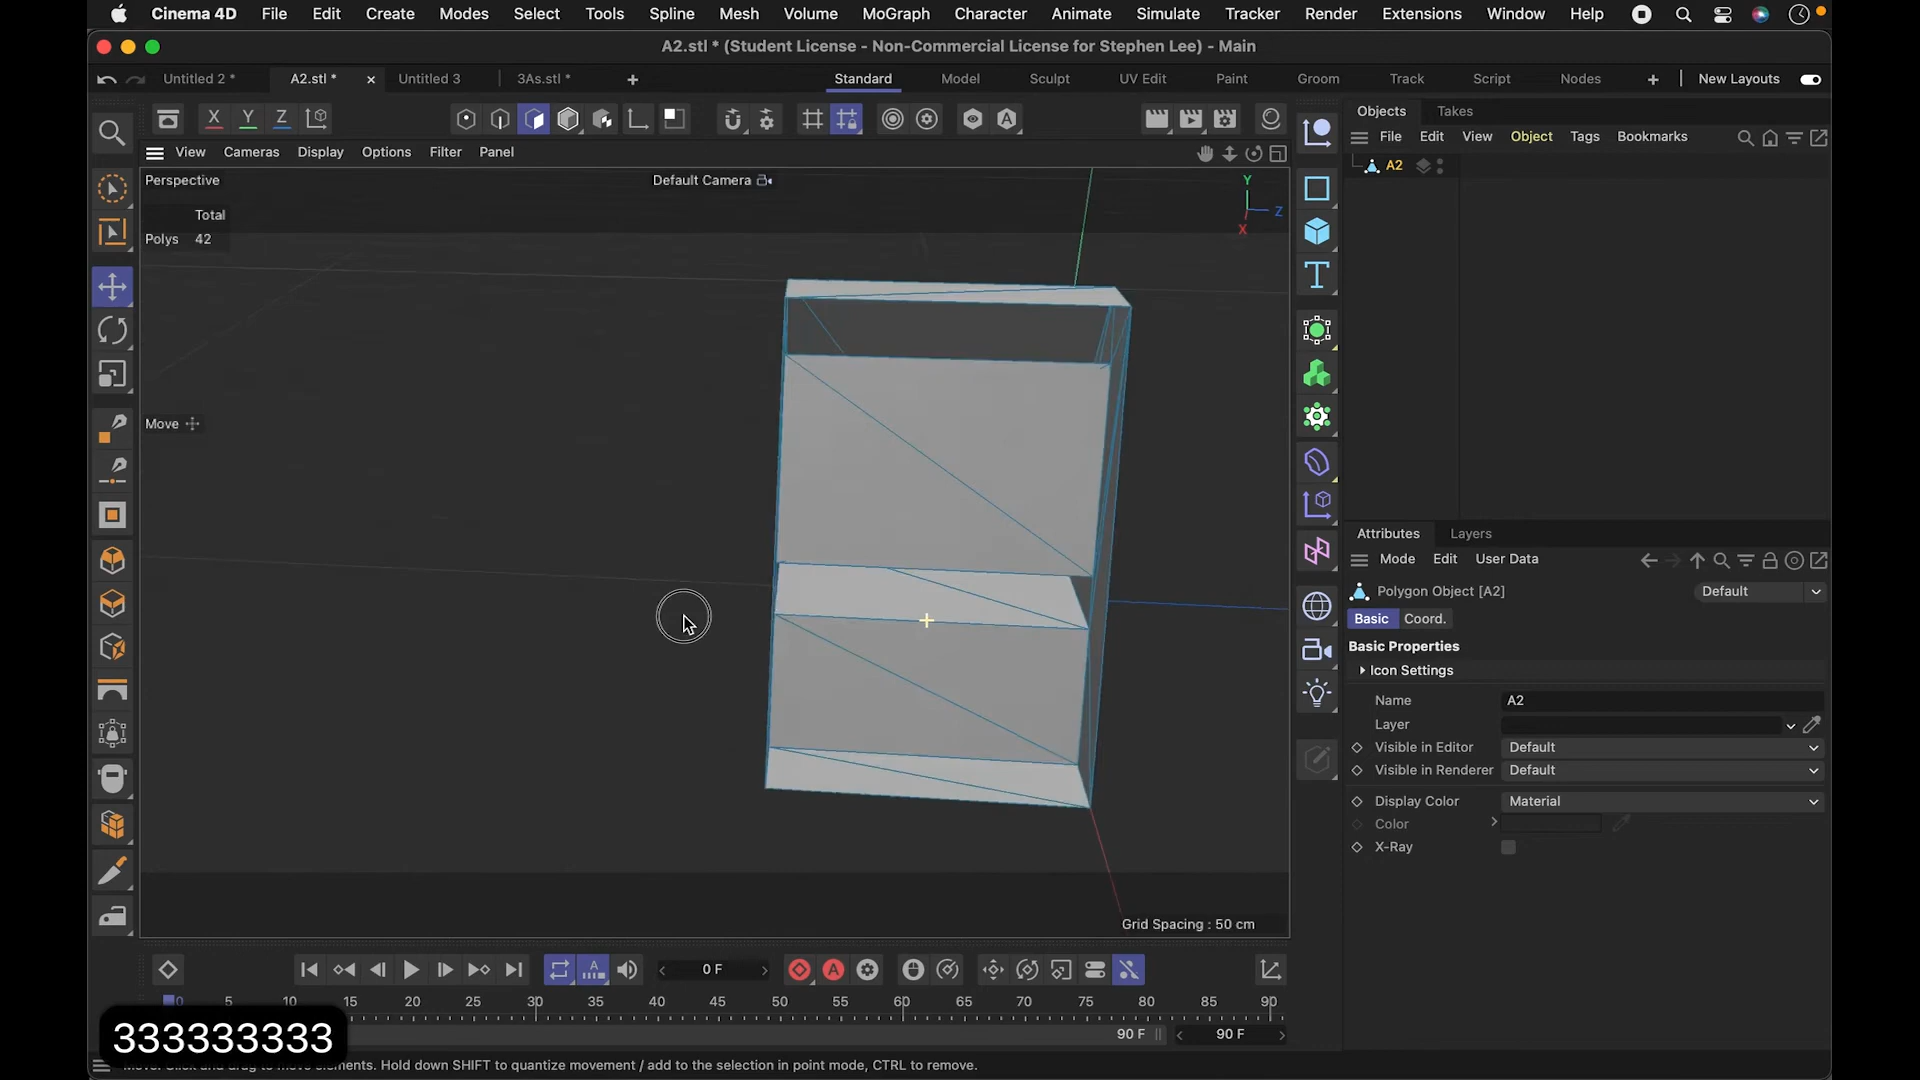 Cinema 4D File Edit Create Modes Select Tools Spline Mesh Volume MoGraph Character Animate Simulate Tracker Render Extensions Window Help
A2.stl * (Student License - Non-Commercial License for Stephen Lee) - Main
Untitled 2 * A2.stl * Untitled 3 3As.stl * Standard Model Sculpt UV Edit Paint Groom Track Script Nodes New Layouts
X Y Z
Objects Takes
File Edit View Object Tags Bookmarks
View Cameras Display Options Filter Panel
A2
Perspective
Default Camera
Y
Z
X
Total
Polys 42
Move
Attributes Layers
Mode Edit User Data
Polygon Object [A2] Default
Basic Coord.
Basic Properties
Icon Settings
Name A2
Layer
Visible in Editor Default
Visible in Renderer Default
Display Color Material
Color
X-Ray
Grid Spacing : 50 cm
0 F
0 5 10 15 20 25 30 35 40 45 50 55 60 65 70 75 80 85 90
90 F 90 F
333333333
elements. Hold down SHIFT to quantize movement / add to the selection in point mode, CTRL to remove.